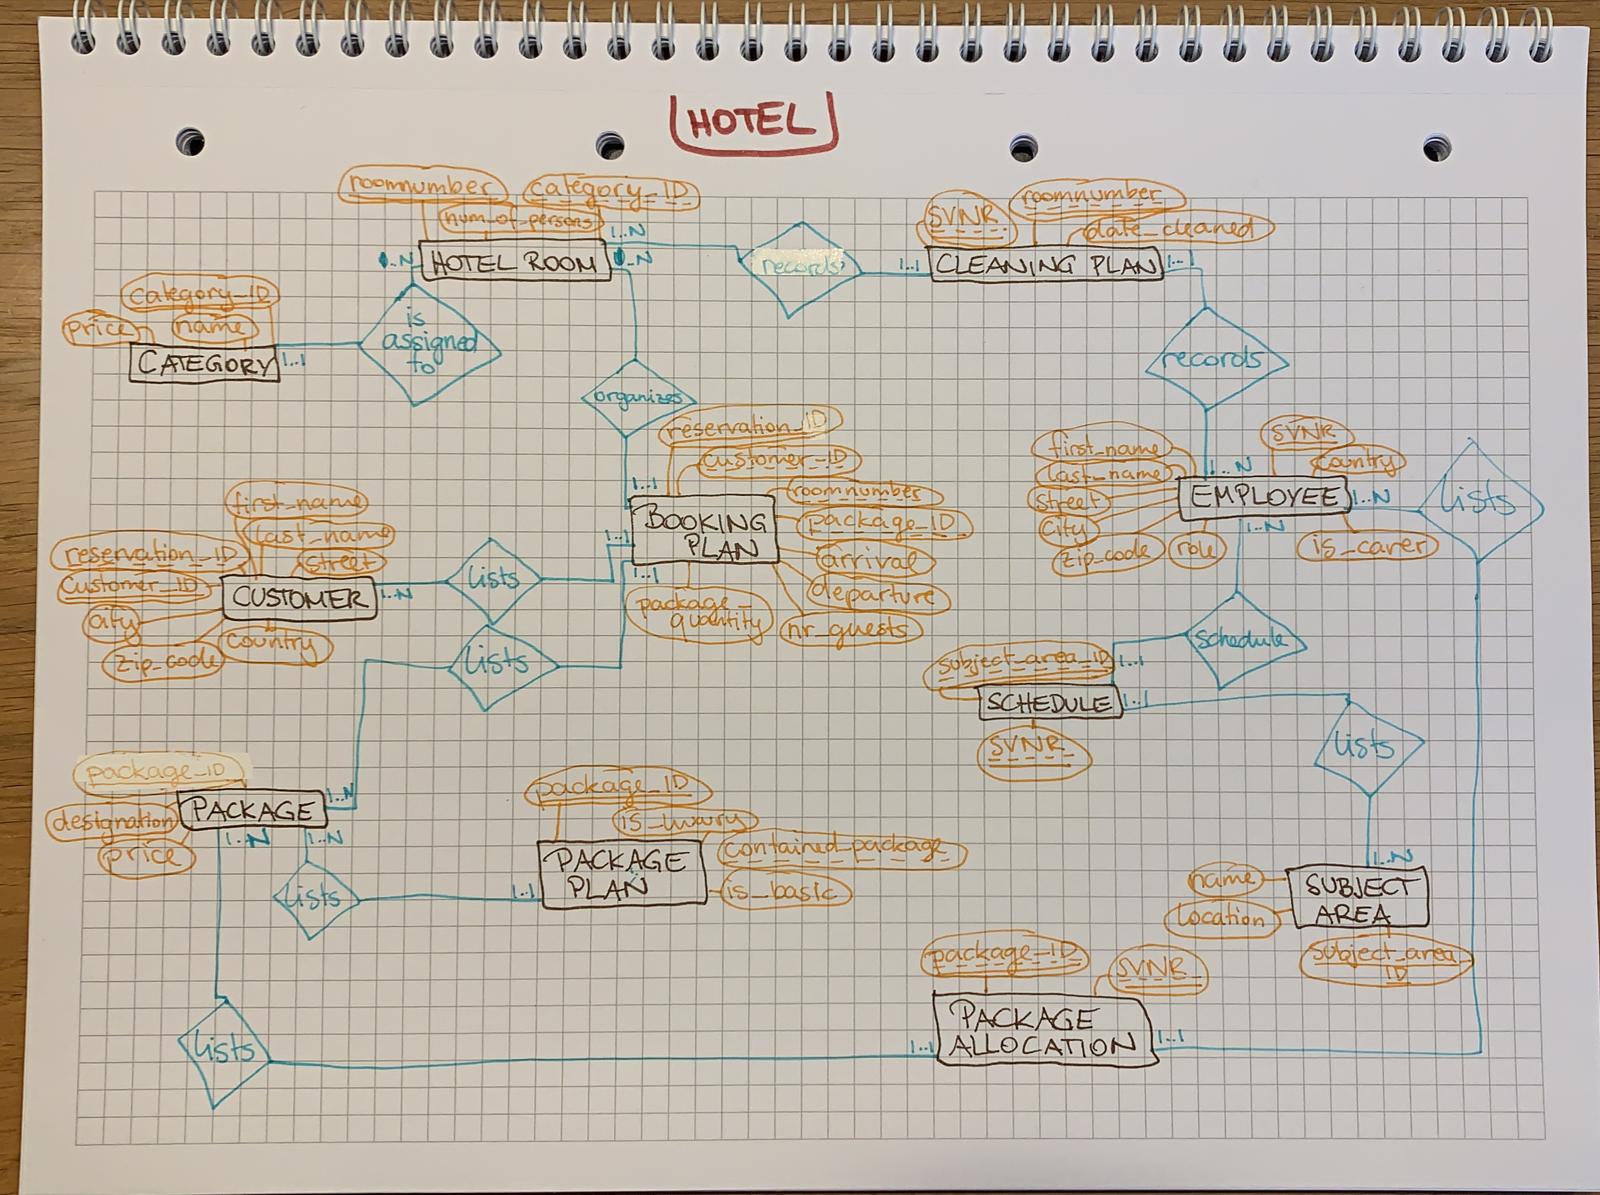 HOTEL
roomnumber
category_ID
num_of_persons
HOTEL ROOM
1..N
N
N
records
1..1
SVNR
roomnumber
date_cleaned
CLEANING PLAN
1..1
category_ID
price
name
CATEGORY
1..1
is
assigned
to
organizes
records
reservation_ID
customer_ID
roomnumber
package_ID
arrival
departure
nr_guests
package_
quantity
BOOKING
PLAN
1..1
1..1
1..1
first_name
last_name
street
city
zip_code
role
SVNR
country
is_carer
EMPLOYEE
1..N
1..N
1..N
lists
first_name
last_name
street
reservation_ID
customer_ID
city
zip_code
country
CUSTOMER
1..N
lists
lists
schedule
subject_area_ID
1..1
SCHEDULE
1..1
SVNR
lists
package_ID
designation
price
PACKAGE
1..N
1..N
1..N
lists
1..1
package_ID
is_luxury
contained_package
is_basic
PACKAGE
PLAN
name
location
1..N
SUBJECT
AREA
subject_area_
ID
package_ID
SVNR
PACKAGE
ALLOCATION
1..1
1..1
lists